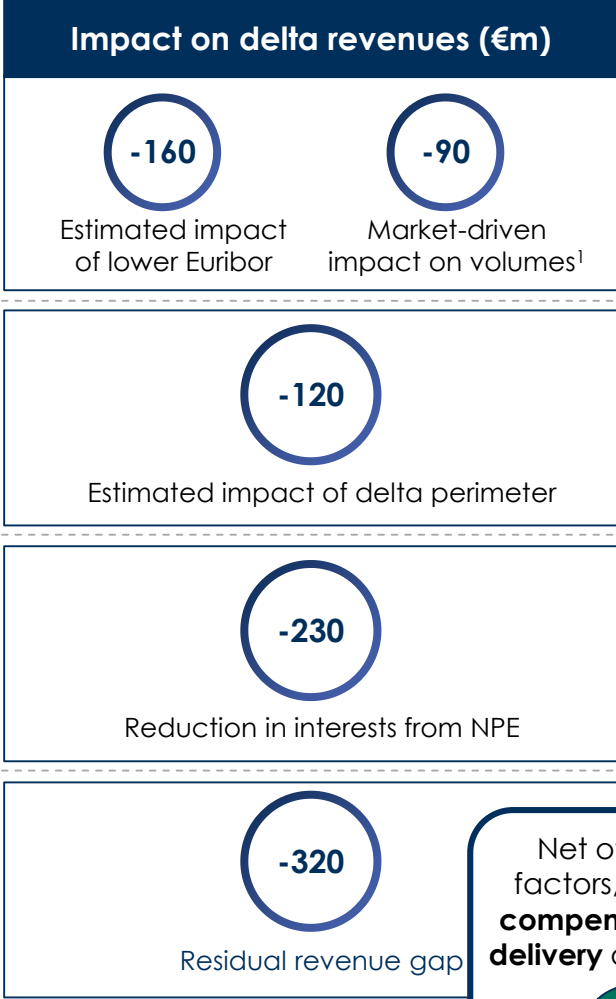 Impact on delta revenues (€m)
-160
-90
Estimated impact
of lower Euribor
Market-driven
impact on volumes¹
-120
Estimated impact of delta perimeter
-230
Reduction in interests from NPE
-320
Residual revenue gap
Net
factors,
delivery